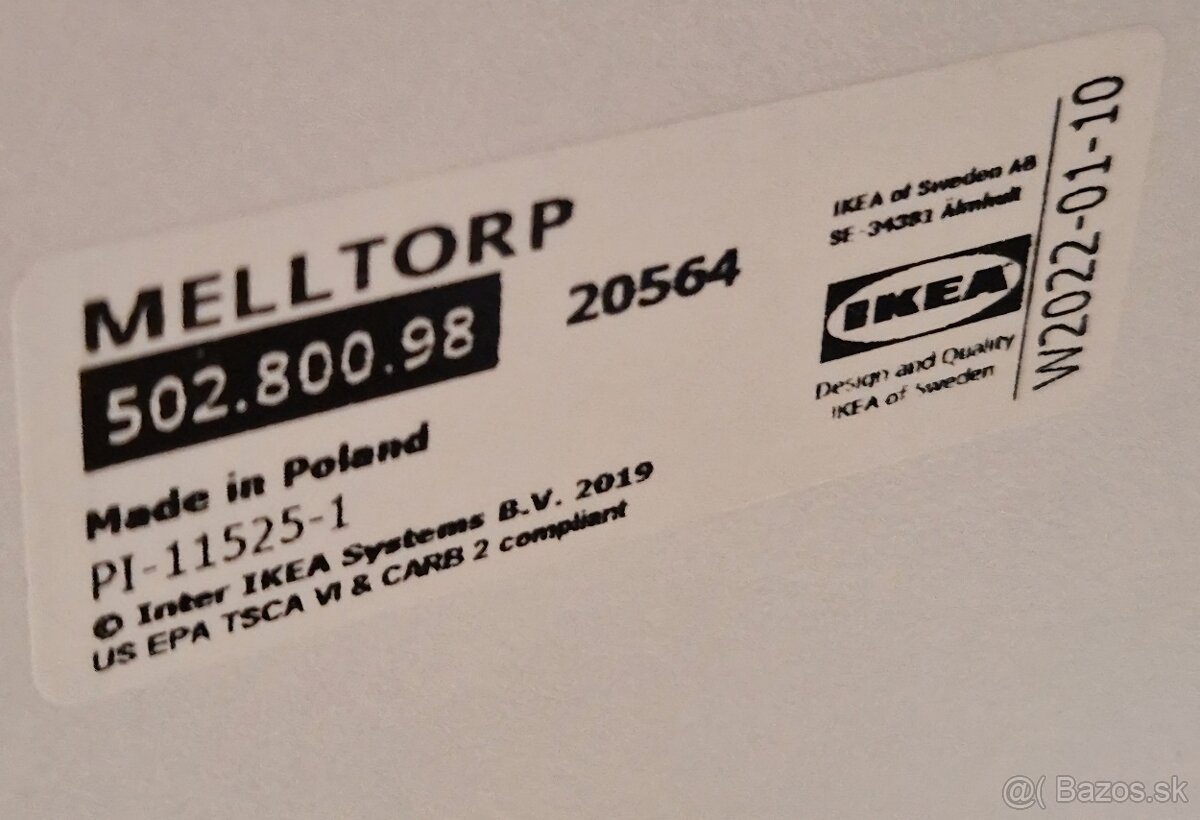 MELLTORP
502.800.98
20564
Made in Poland
PI-11525-1
© Inter IKEA Systems B.V. 2019
US EPA TSCA VI & CARB 2 compliant
IKEA of Sweden AB
SE-34381 Älmhult
IKEA
Design and Quality
IKEA of Sweden
W2022-01-10
@( Bazos.sk